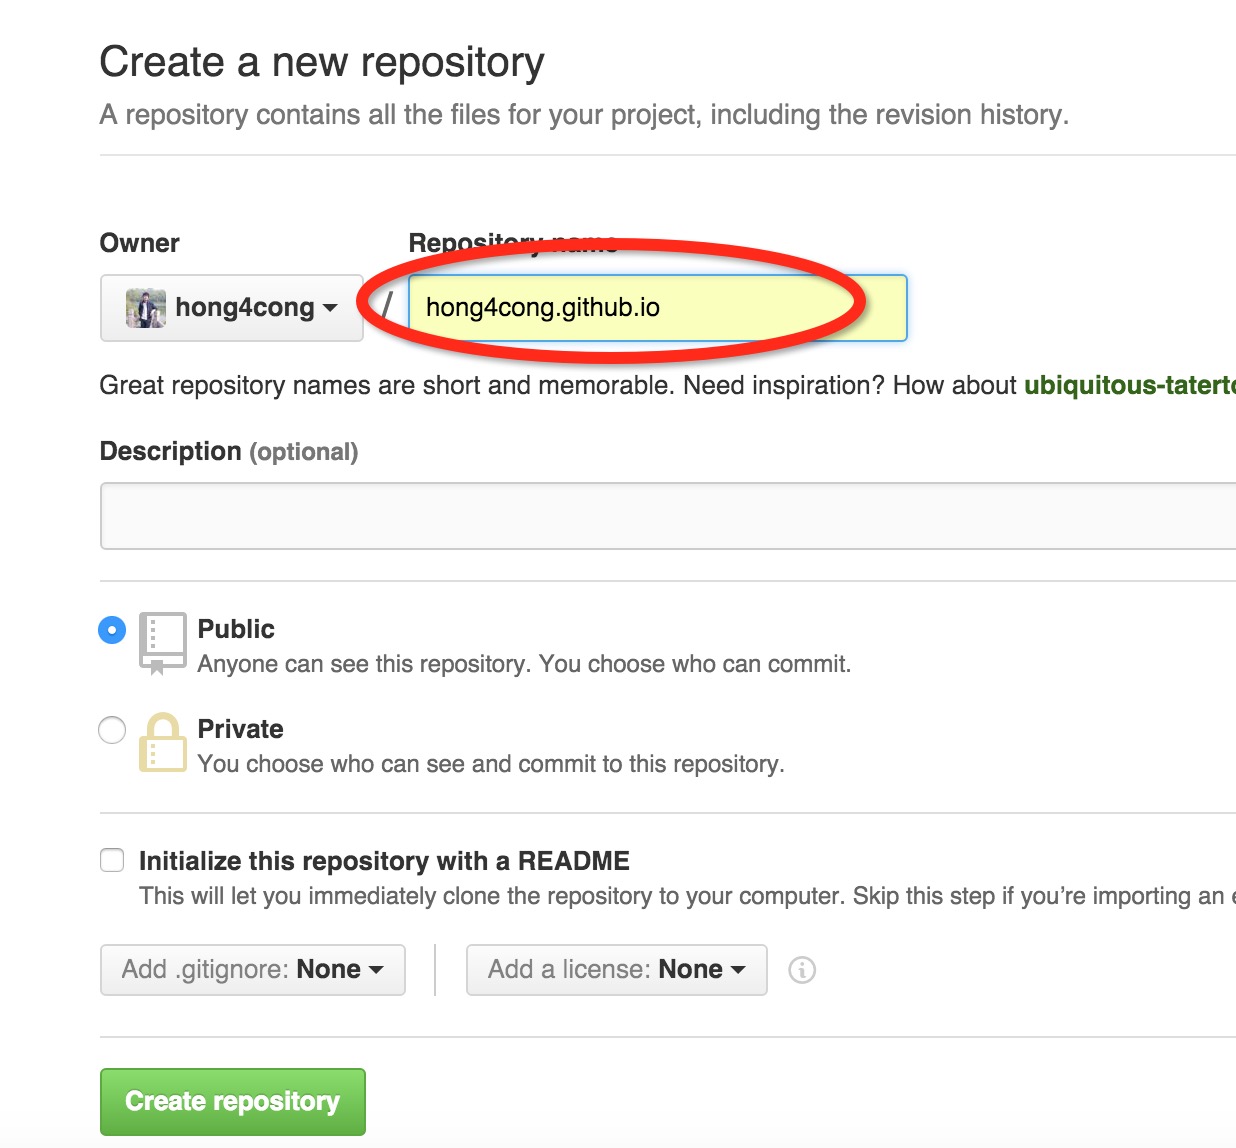 Create a new repository
A repository contains all the files for your project, including the revision history.
Owner
Repository name
hong4cong / hong4cong.github.io
Great repository names are short and memorable. Need inspiration? How about
Description (optional)
Public
Anyone can see this repository. You choose who can commit.
Private
You choose who can see and commit to this repository.
Initialize this repository with a README
This will let you immediately clone the repository to your computer. Skip this step if you’re importing an
Add .gitignore: None
Add a license: None
Create repository